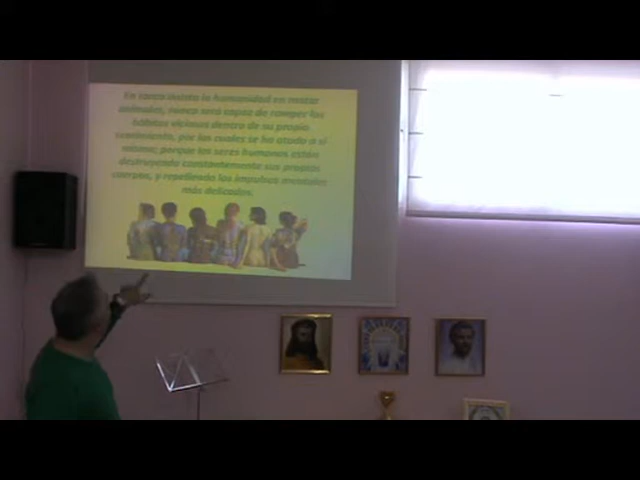 En tanto insista la humanidad en matar
animales, nunca será capaz de romper los
hábitos viciosos dentro de su propio
sentimiento, por los cuales se ha atado a sí
mismo; porque los seres humanos están
destruyendo constantemente sus propios
cuerpos, y repeliendo los impulsos mentales
más delicados.